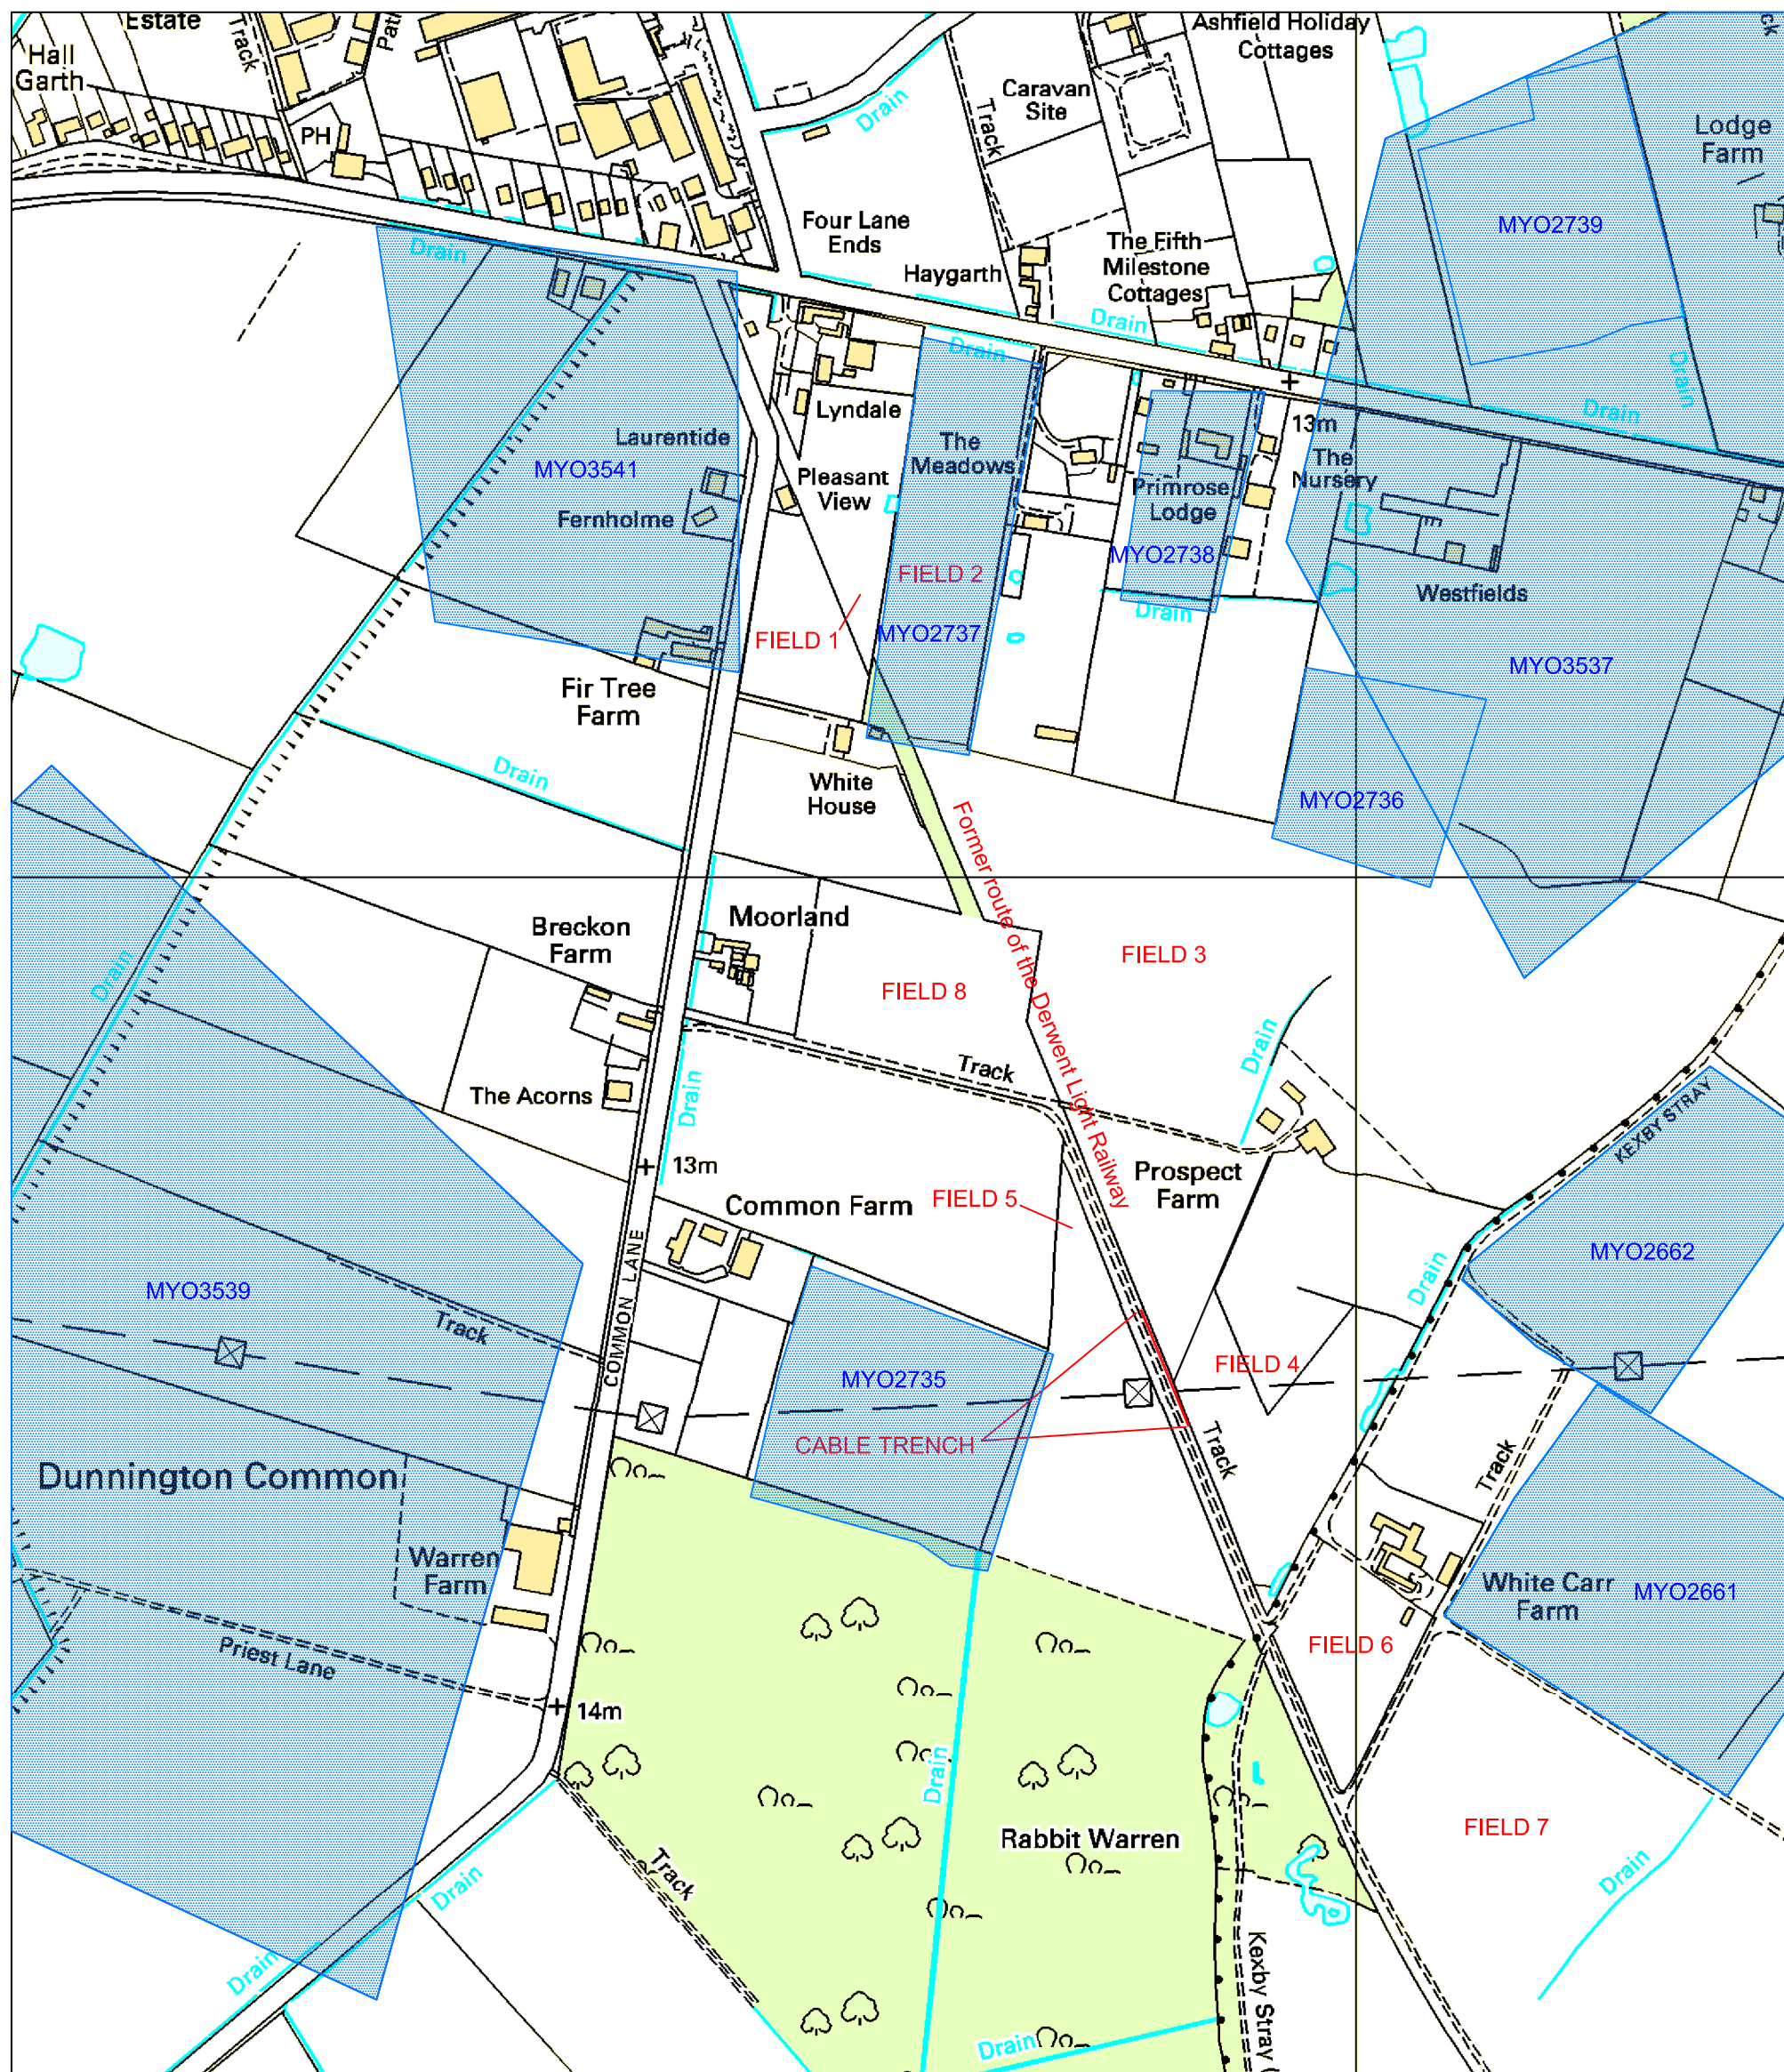 Estate
Track
Path
Hall
Garth
PH
Ashfield Holiday
Cottages
Caravan
Site
Track
Drain
Lodge
Farm
MYO2739
Four Lane
Ends
Haygarth
The Fifth
Milestone
Cottages
Drain
Drain
Drain
Drain
Drain
13m
Lyndale
Laurentide
MYO3541
Fernholme
Pleasant
View
The
Meadows
Primrose
Lodge
MYO2738
The
Nursery
Westfields
FIELD 2
FIELD 1
MYO2737
Drain
MYO3537
Fir Tree
Farm
Drain
White
House
MYO2736
Former route of the Derwent Light Railway
Breckon
Farm
Moorland
FIELD 3
FIELD 8
Drain
Track
Drain
The Acorns
Drain
KEXBY STRAY
13m
Common Farm
FIELD 5
Prospect
Farm
MYO2662
MYO3539
Track
COMMON LANE
MYO2735
FIELD 4
Drain
CABLE TRENCH
Track
Track
Dunnington Common
Warren
Farm
White Carr
Farm
MYO2661
Priest Lane
FIELD 6
14m
Rabbit Warren
Drain
FIELD 7
Track
Drain
Drain
Drain
Kexby Stray
Drain